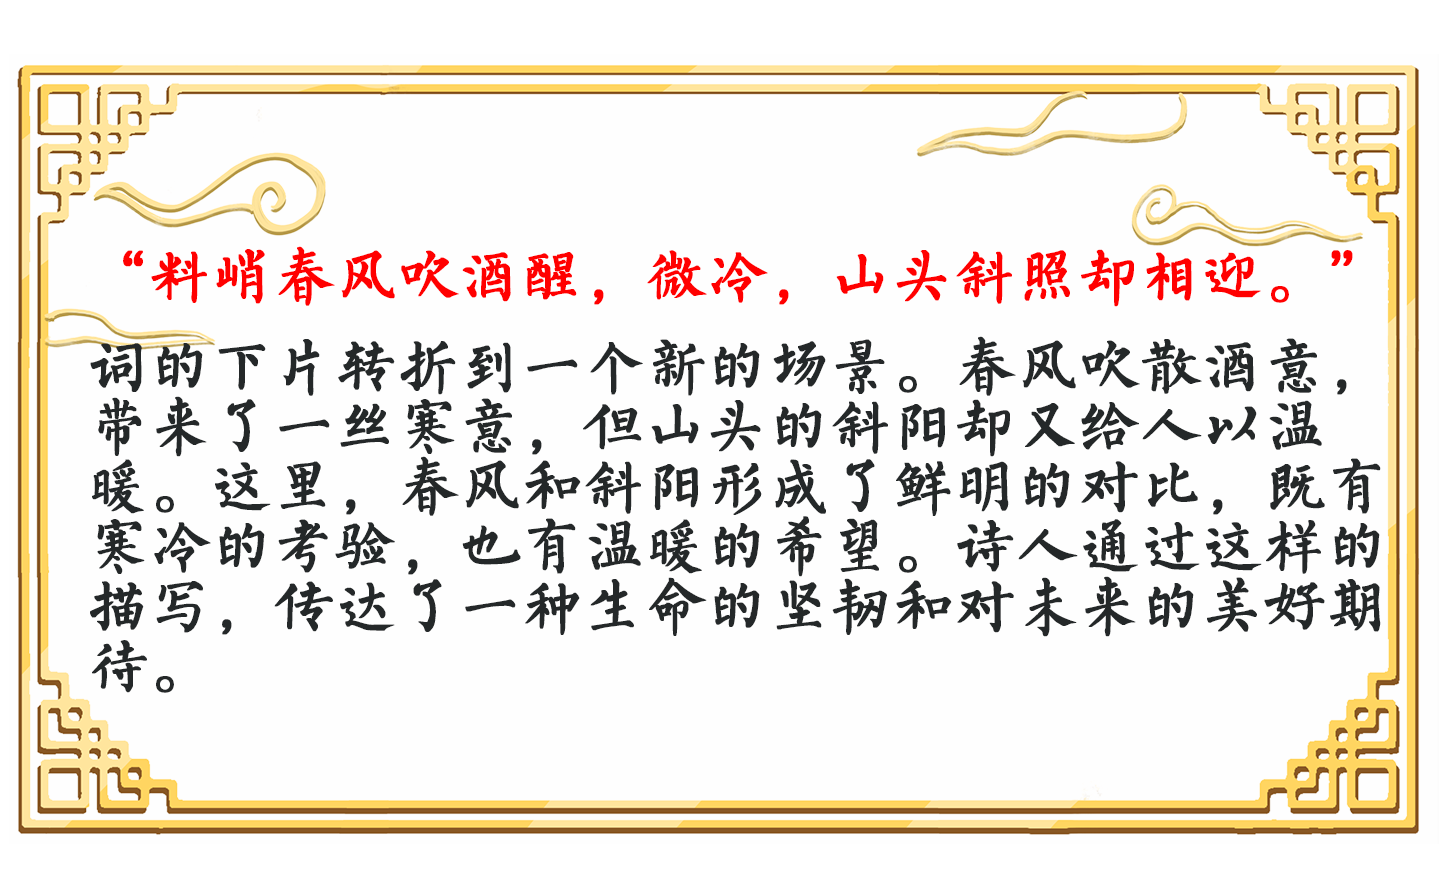 “料峭春风吹酒醒，微冷，山头斜照却相迎。”
词的下片转折到一个新的场景。春风吹散酒意，
带来了一丝寒意，但山头的斜阳却又给人以温
暖。这里，春风和斜阳形成了鲜明的对比，既有
寒冷的考验，也有温暖的希望。诗人通过这样的
描写，传达了一种生命的坚韧和对未来的美好期
待。